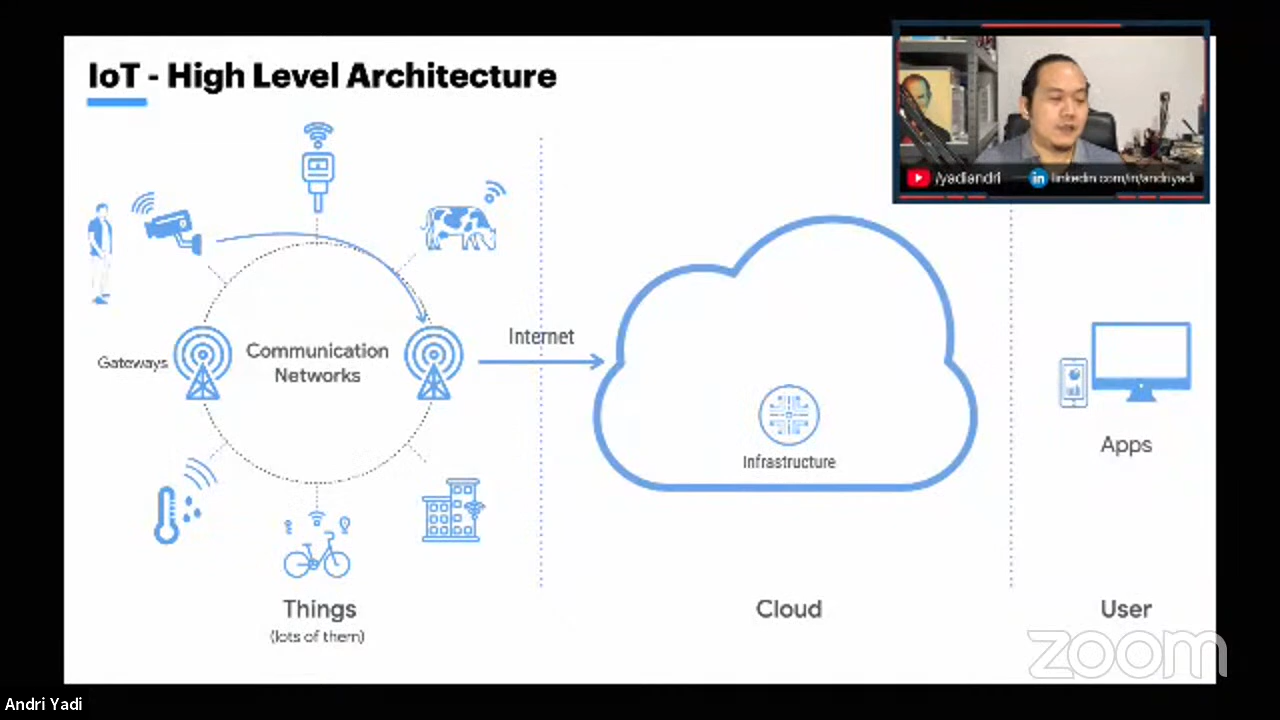 IoT - High Level Architecture
/yadiandri
in linkedin.com/in/andriyadi
Gateways
Communication
Networks
Internet
Infrastructure
Apps
Things
(lots of them)
Cloud
User
zoom
Andri Yadi